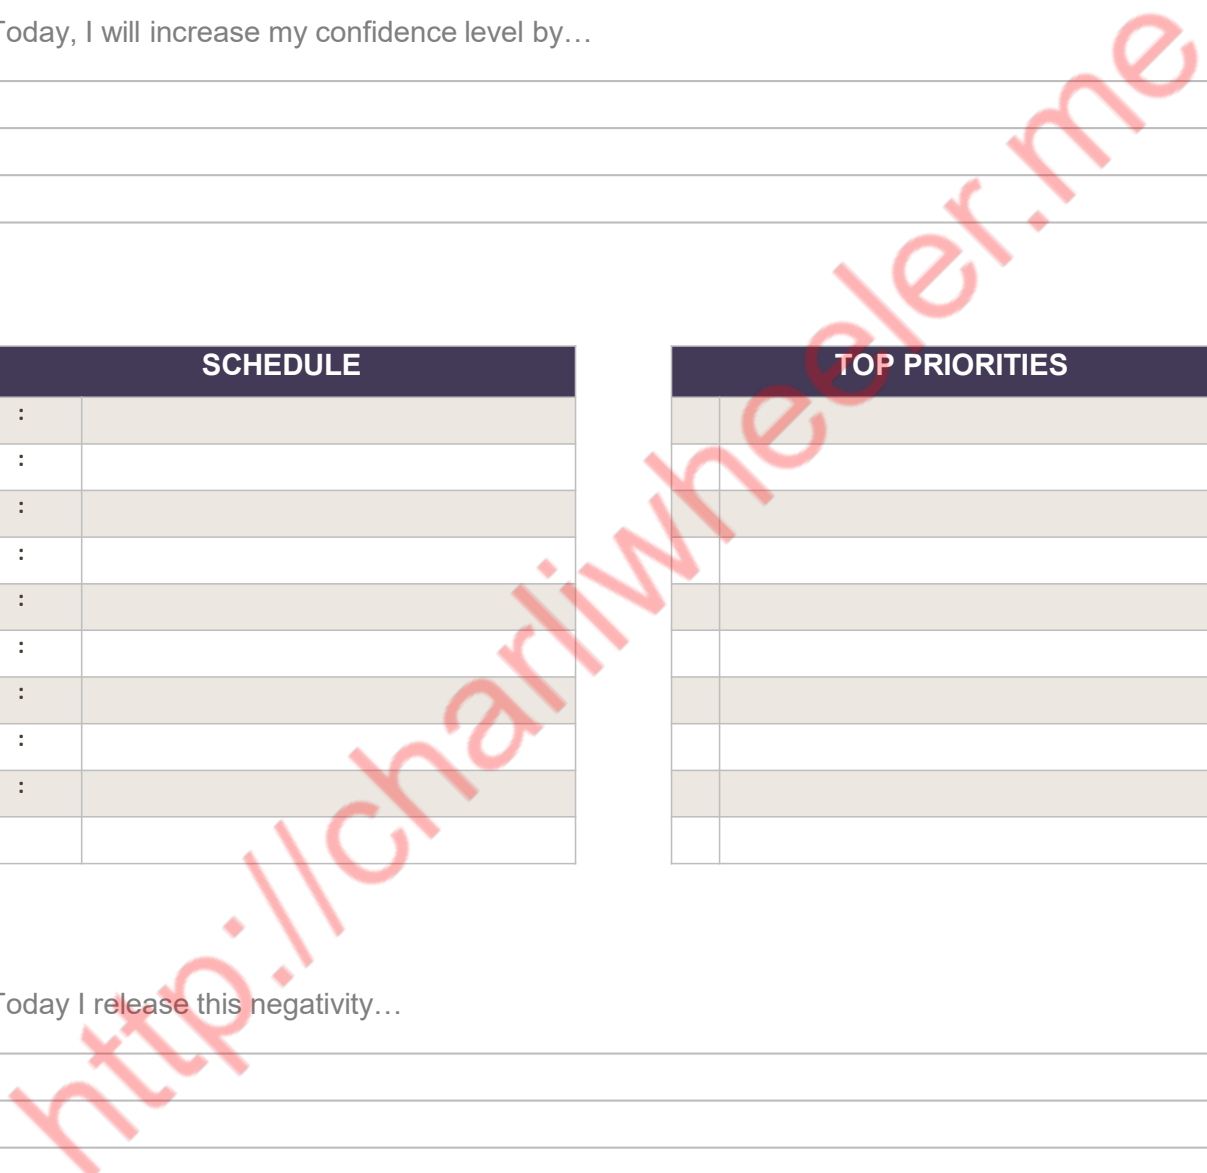 Today, I will increase my confidence level by…
SCHEDULE
TOP PRIORITIES
:
:
:
:
:
:
:
:
:
Today I release this negativity…
http://charliwheeler.me